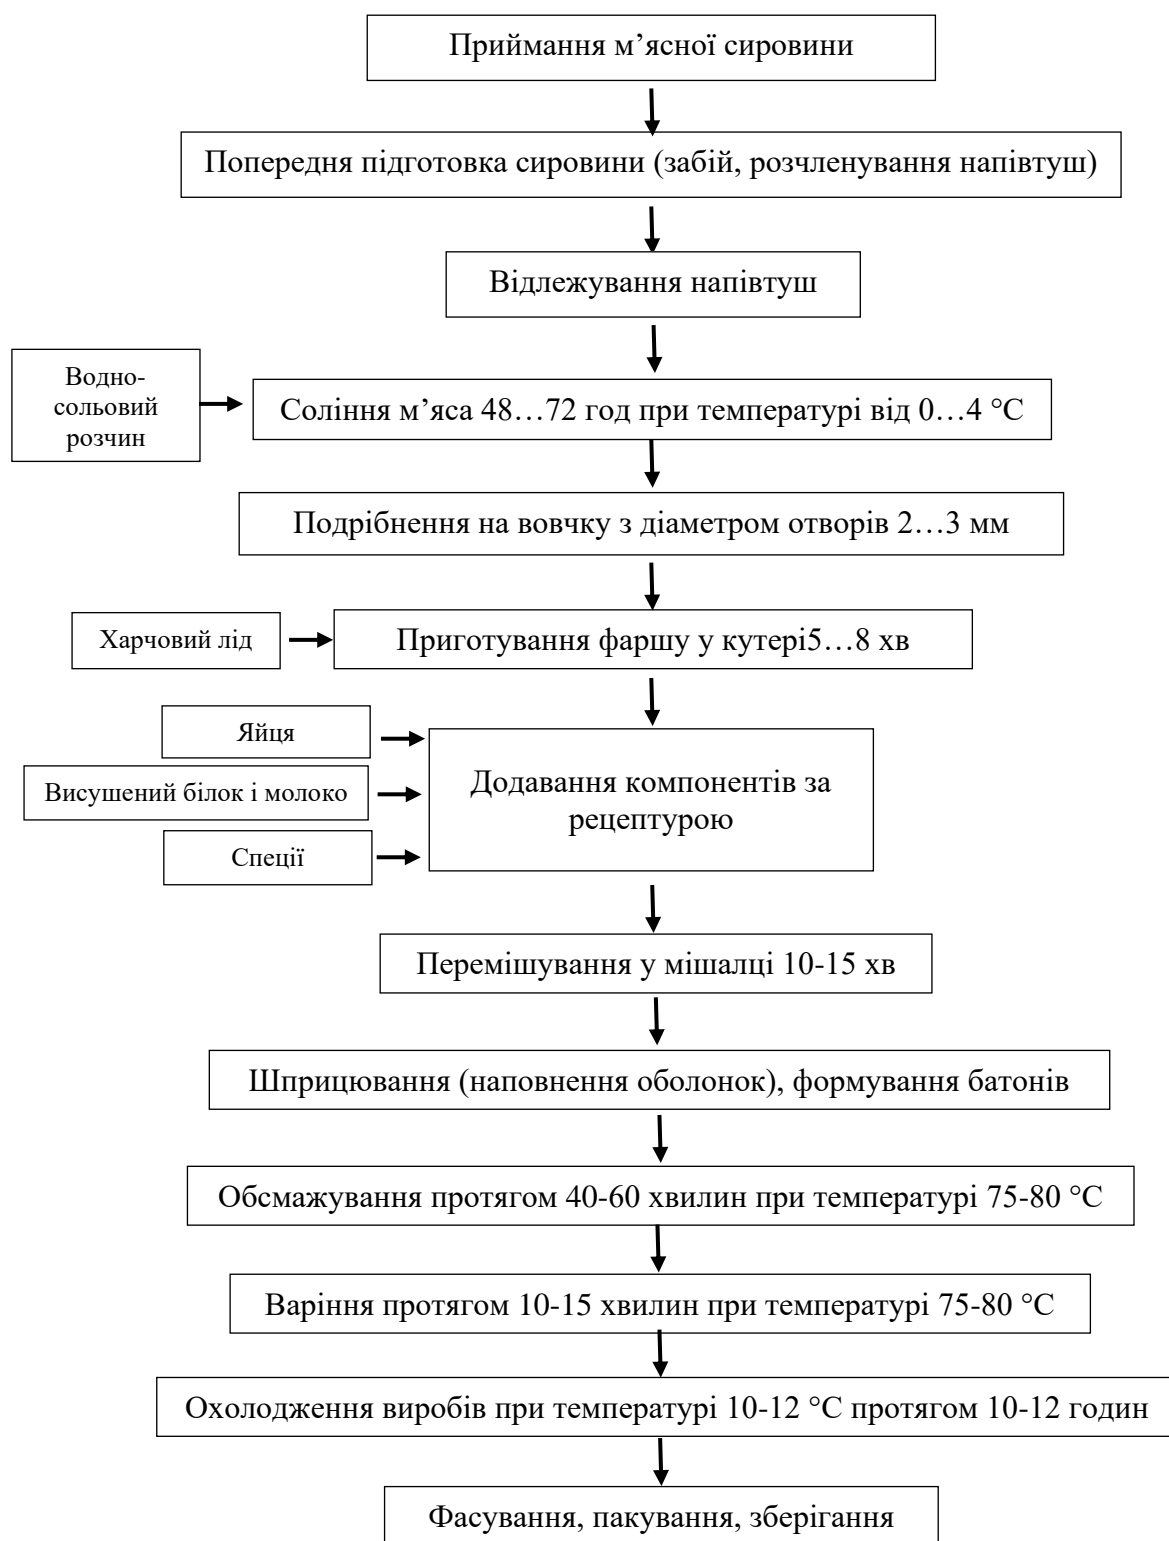 Приймання м’ясної сировини
Попередня підготовка сировини (забій, розчленування напівтуш)
Відлежування напівтуш
Водно-
сольовий
розчин
Соління м’яса 48…72 год при температурі від 0…4 °С
Подрібнення на вовчку з діаметром отворів 2…3 мм
Харчовий лід
Приготування фаршу у кутері5…8 хв
Яйця
Висушений білок і молоко
Спеції
Додавання компонентів за
рецептурою
Перемішування у мішалці 10-15 хв
Шприцювання (наповнення оболонок), формування батонів
Обсмажування протягом 40-60 хвилин при температурі 75-80 °С
Варіння протягом 10-15 хвилин при температурі 75-80 °С
Охолодження виробів при температурі 10-12 °С протягом 10-12 годин
Фасування, пакування, зберігання